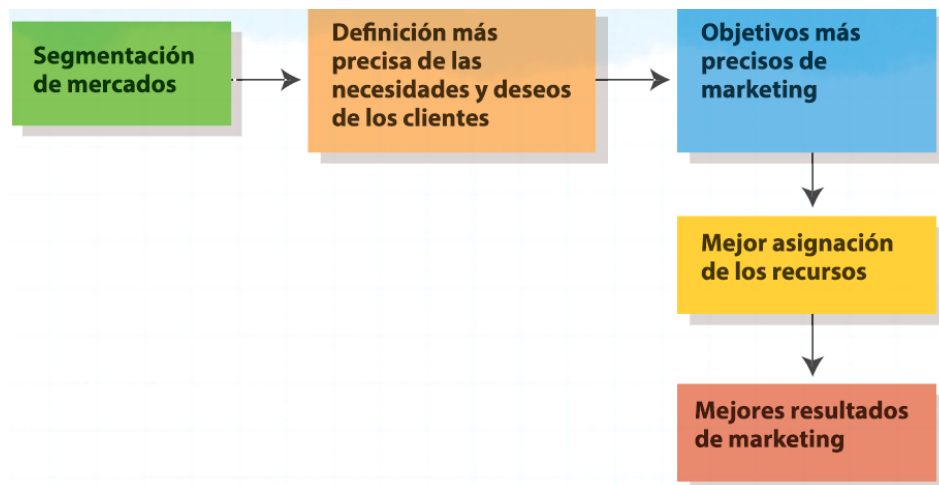 Segmentación
de mercados
Definición más
precisa de las
necesidades y deseos
de los clientes
Objetivos más
precisos de
marketing
Mejor asignación
de los recursos
Mejores resultados
de marketing